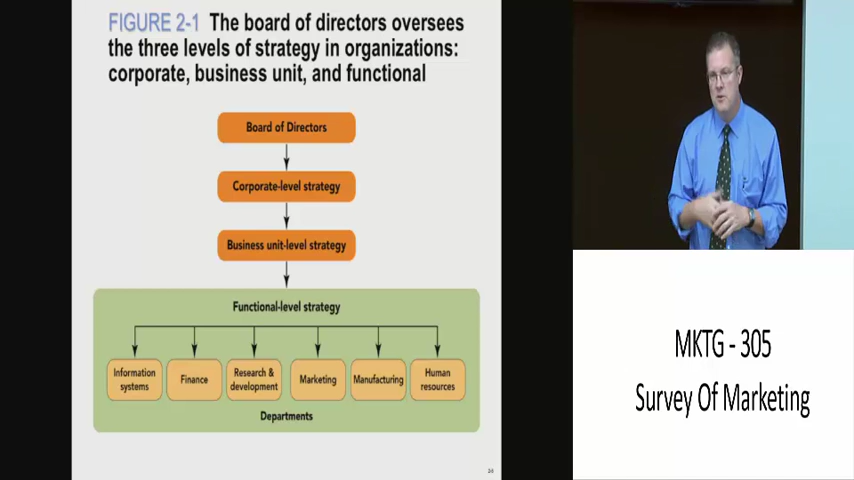 FIGURE 2-1 The board of directors oversees
the three levels of strategy in organizations:
corporate, business unit, and functional
Board of Directors
Corporate-level strategy
Business unit-level strategy
Functional-level strategy
Information
systems
Finance
Research &
development
Marketing
Manufacturing
Human
resources
Departments
MKTG - 305
Survey Of Marketing